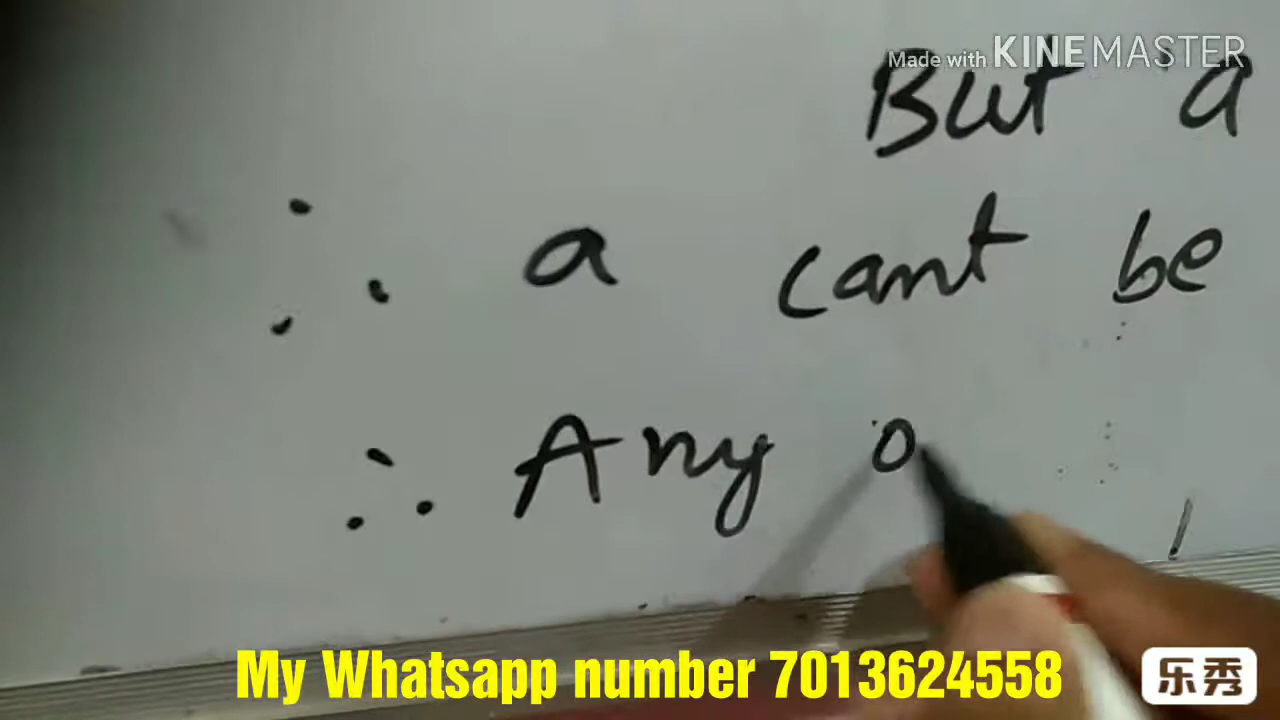 Made with KINEMASTER
But a
∴ a cant be
∴ Any o
My Whatsapp number 7013624558
乐秀